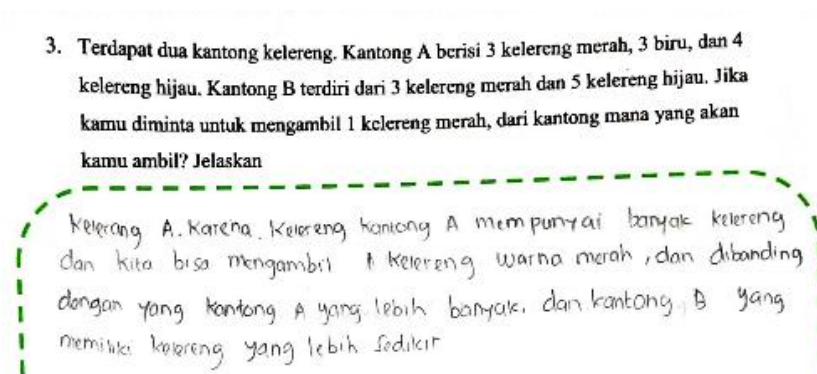 3. Terdapat dua kantong kelereng. Kantong A berisi 3 kelereng merah, 3 biru, dan 4
kelereng hijau. Kantong B terdiri dari 3 kelereng merah dan 5 kelereng hijau. Jika
kamu diminta untuk mengambil 1 kelereng merah, dari kantong mana yang akan
kamu ambil? Jelaskan
Kelerang A. Karena. Kelereng kantong A mempunyai banyak kelereng
dan kita bisa mengambil 1 kelereng warna merah, dan dibanding
dengan yang kantong A yang lebih banyak. dan kantong B yang
memiliki kelereng yang lebih sedikit